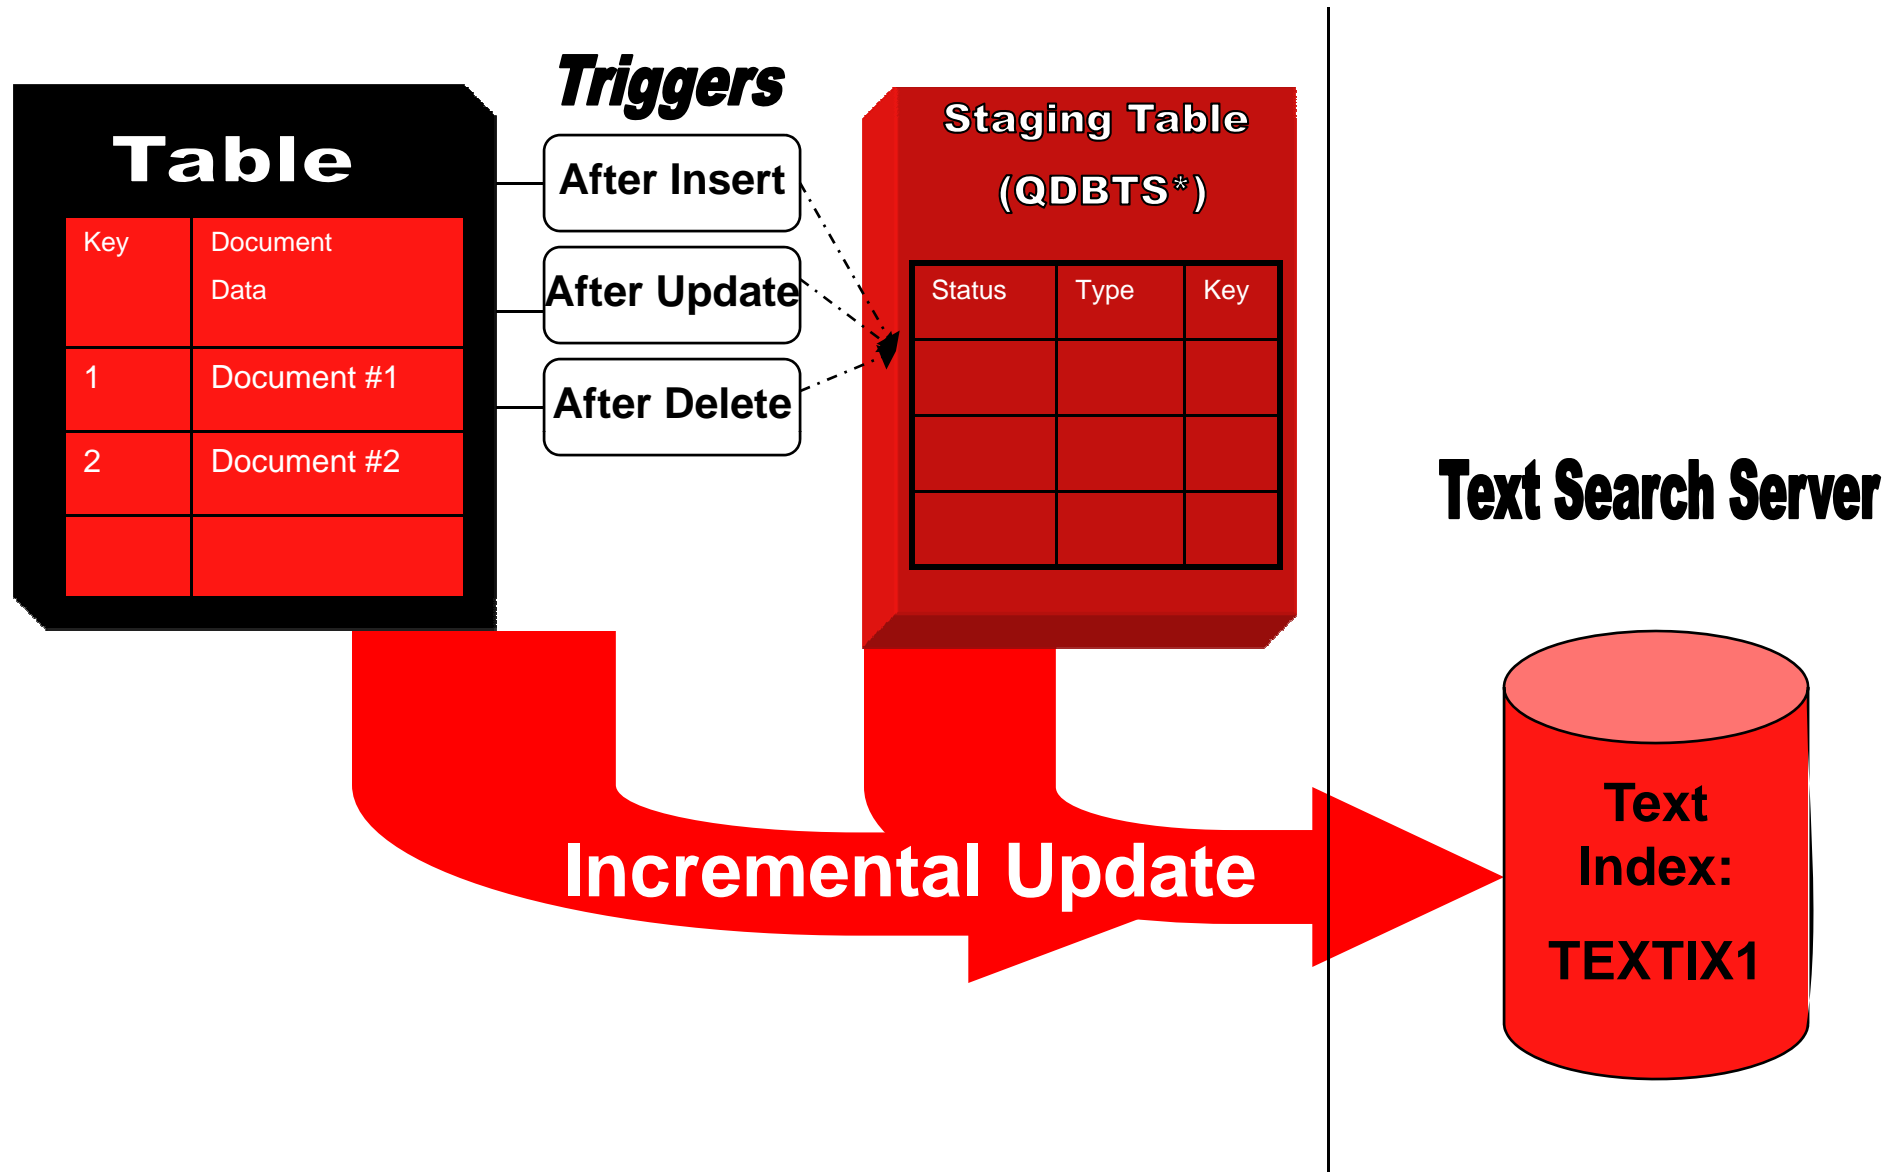 Triggers
Table
Key
Document
Data
1
Document #1
2
Document #2
After Insert
After Update
After Delete
Staging Table
(QDBTS*)
Status
Type
Key
Text Search Server
Incremental Update
Text
Index:
TEXTIX1